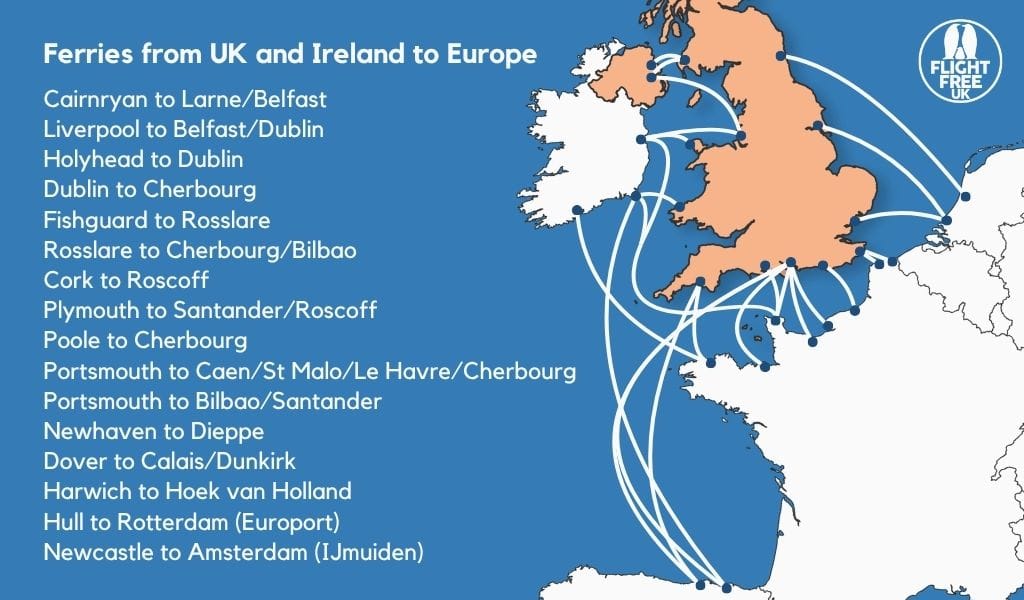 Ferries from UK and Ireland to Europe
Cairnryan to Larne/Belfast
Liverpool to Belfast/Dublin
Holyhead to Dublin
Dublin to Cherbourg
Fishguard to Rosslare
Rosslare to Cherbourg/Bilbao
Cork to Roscoff
Plymouth to Santander/Roscoff
Poole to Cherbourg
Portsmouth to Caen/St Malo/Le Havre/Cherbourg
Portsmouth to Bilbao/Santander
Newhaven to Dieppe
Dover to Calais/Dunkirk
Harwich to Hoek van Holland
Hull to Rotterdam (Europort)
Newcastle to Amsterdam (IJmuiden)
FLIGHT
FREE
UK